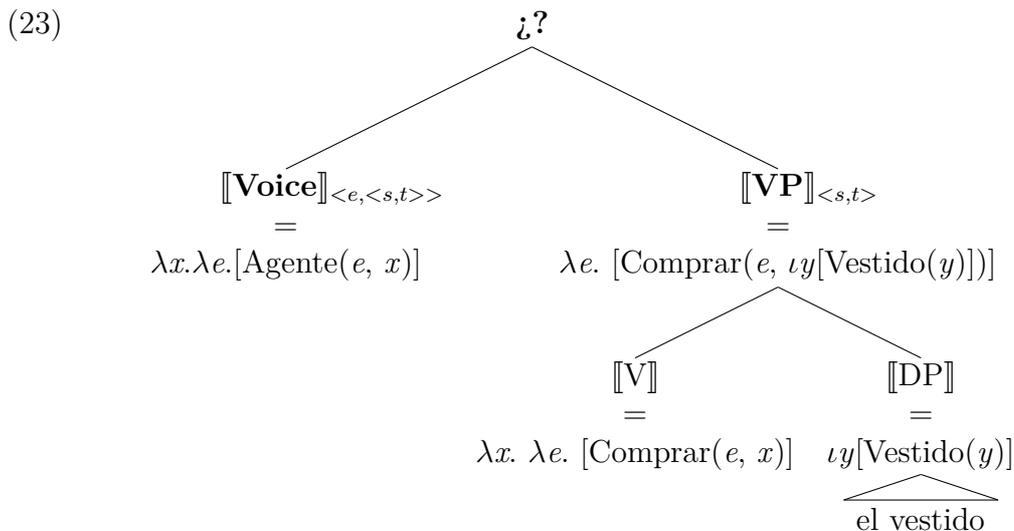 (23) ¿?
⟦Voice⟧<e,<s,t>> ⟦VP⟧<s,t>
= =
λx.λe.[Agente(e, x)] λe. [Comprar(e, ιy[Vestido(y)])]
⟦V⟧ ⟦DP⟧
= =
λx. λe. [Comprar(e, x)] ιy[Vestido(y)]
el vestido